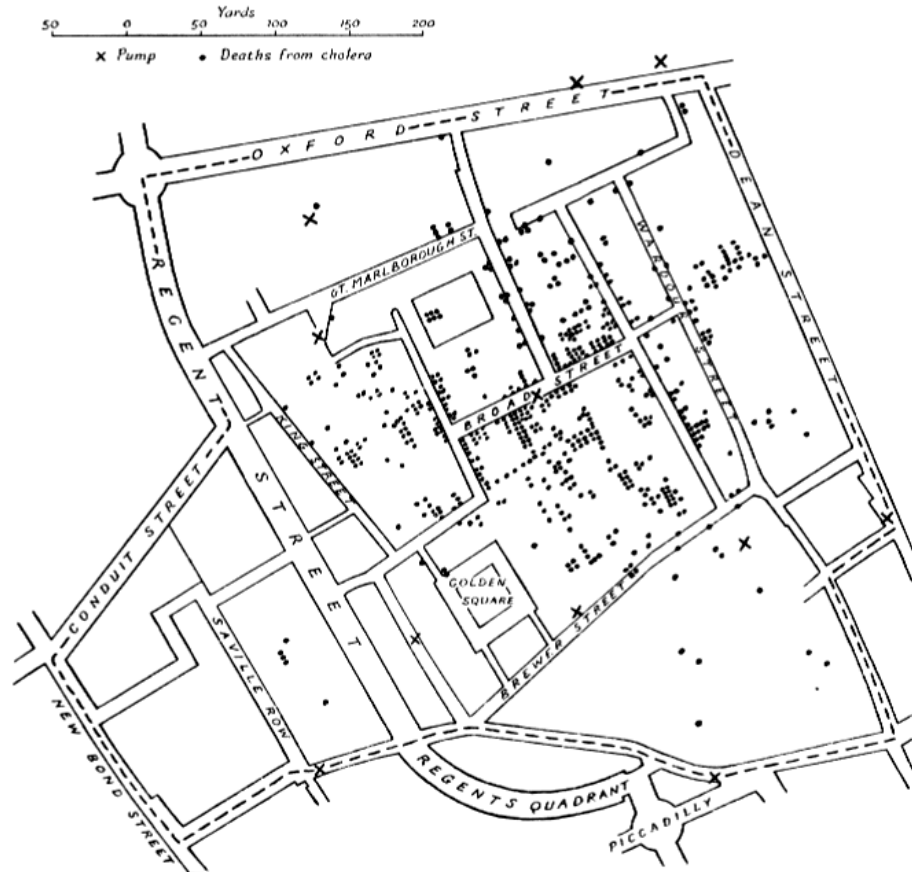 Yards
50 0 50 100 200
× Pump • Deaths from cholera
OXFORD STREET
DEAN STREET
REGENT STREET
GT. MARLBOROUGH ST.
WARDOUR STREET
BROAD STREET
KING STREET
CONDUIT STREET
GOLDEN
SQUARE
SAVILLE ROW
BREWER STREET
NEW BOND STREET
REGENTS QUADRANT
PICCADILLY